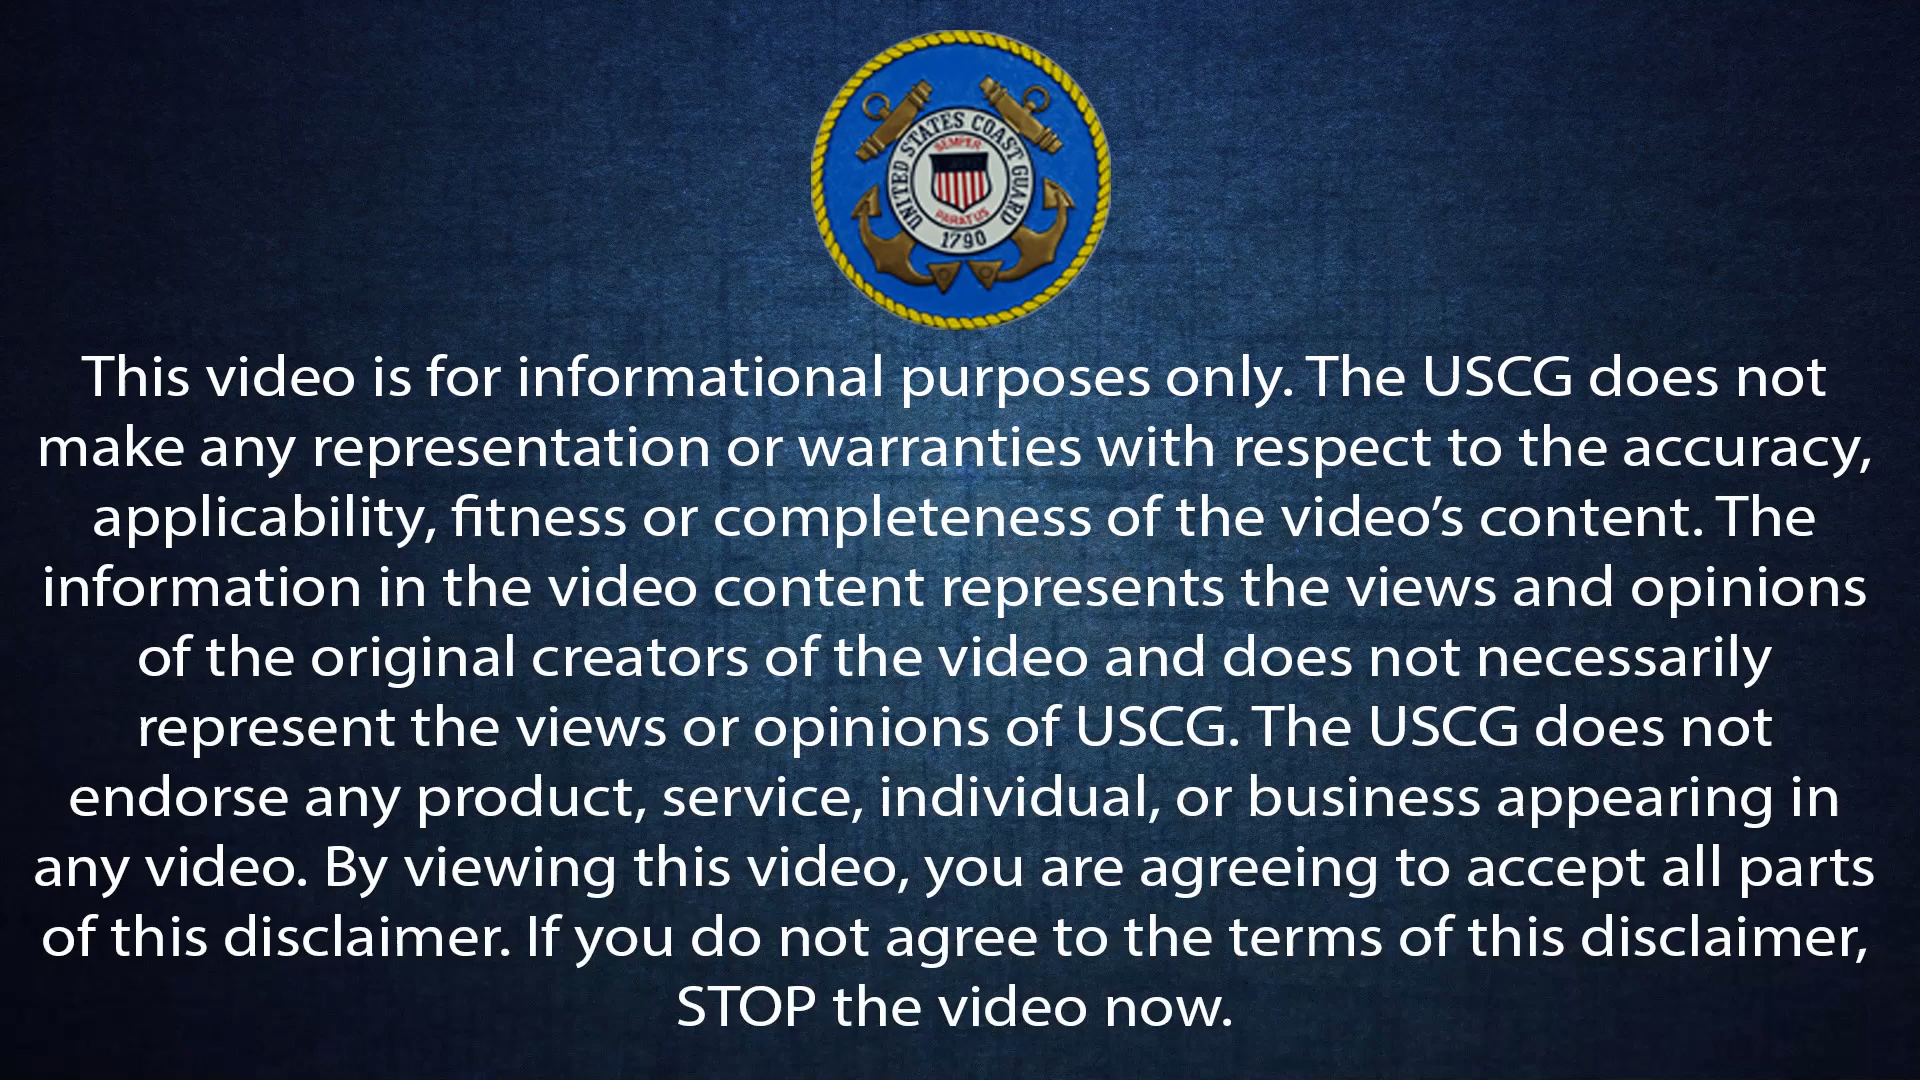 UNITED STATES COAST GUARD
SEMPER
PARATUS
1790
This video is for informational purposes only. The USCG does not
make any representation or warranties with respect to the accuracy,
applicability, fitness or completeness of the video’s content. The
information in the video content represents the views and opinions
of the original creators of the video and does not necessarily
represent the views or opinions of USCG. The USCG does not
endorse any product, service, individual, or business appearing in
any video. By viewing this video, you are agreeing to accept all parts
of this disclaimer. If you do not agree to the terms of this disclaimer,
STOP the video now.